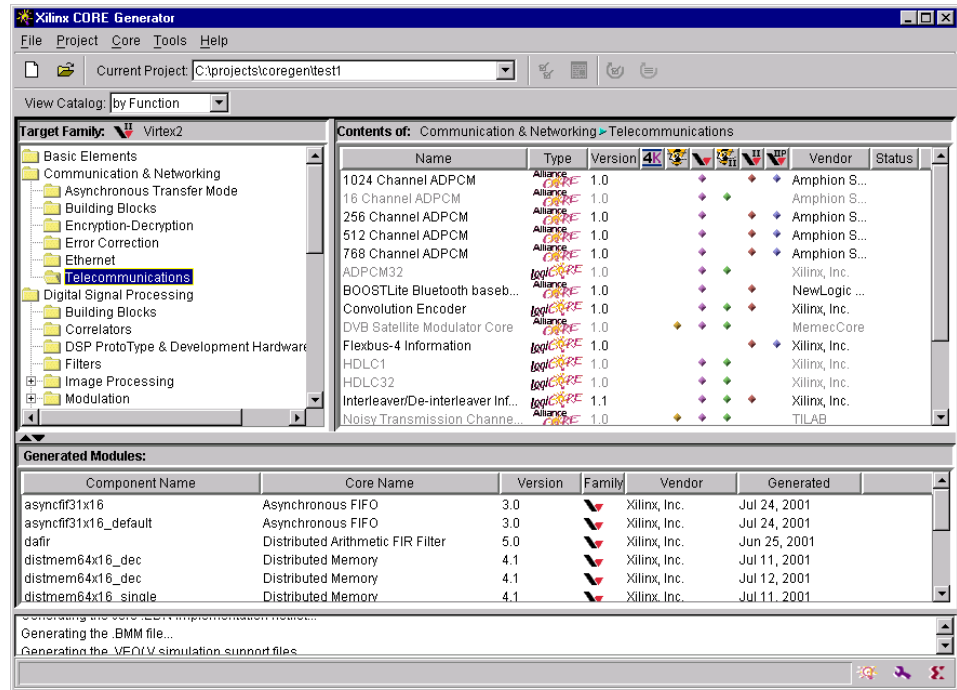 Xilinx CORE Generator
File Project Core Tools Help
Current Project: C:\projects\coregen\test1
View Catalog: by Function
Target Family: II Virtex2
Basic Elements
Communication & Networking
Asynchronous Transfer Mode
Building Blocks
Encryption-Decryption
Error Correction
Ethernet
Telecommunications
Digital Signal Processing
Building Blocks
Correlators
DSP ProtoType & Development Hardware
Filters
Image Processing
Modulation
Contents of: Communication & Networking Telecommunications
Name Type Version 4K II II IIP Vendor Status
1024 Channel ADPCM Alliance CORE 1.0 Amphion S...
16 Channel ADPCM Alliance CORE 1.0 Amphion S...
256 Channel ADPCM Alliance CORE 1.0 Amphion S...
512 Channel ADPCM Alliance CORE 1.0 Amphion S...
768 Channel ADPCM Alliance CORE 1.0 Amphion S...
ADPCM32 logiCORE 1.0 Xilinx, Inc.
BOOSTLite Bluetooth baseb... Alliance CORE 1.0 NewLogic ...
Convolution Encoder logiCORE 1.0 Xilinx, Inc.
DVB Satellite Modulator Core Alliance CORE 1.0 MemecCore
Flexbus-4 Information logiCORE 1.0 Xilinx, Inc.
HDLC1 logiCORE 1.0 Xilinx, Inc.
HDLC32 logiCORE 1.0 Xilinx, Inc.
Interleaver/De-interleaver Inf... logiCORE 1.1 Xilinx, Inc.
Noisy Transmission Channe... Alliance CORE 1.0 TILAB
Generated Modules:
Component Name Core Name Version Family Vendor Generated
asyncfif31x16 Asynchronous FIFO 3.0 Xilinx, Inc. Jul 24, 2001
asyncfif31x16_default Asynchronous FIFO 3.0 Xilinx, Inc. Jul 24, 2001
dafir Distributed Arithmetic FIR Filter 5.0 Xilinx, Inc. Jun 25, 2001
distmem64x16_dec Distributed Memory 4.1 Xilinx, Inc. Jul 11, 2001
distmem64x16_dec Distributed Memory 4.1 Xilinx, Inc. Jul 12, 2001
distmem64x16_single Distributed Memory 4.1 Xilinx, Inc. Jul 11, 2001
Generating the .BMM file...
Generating the .VEO(.V simulation support files